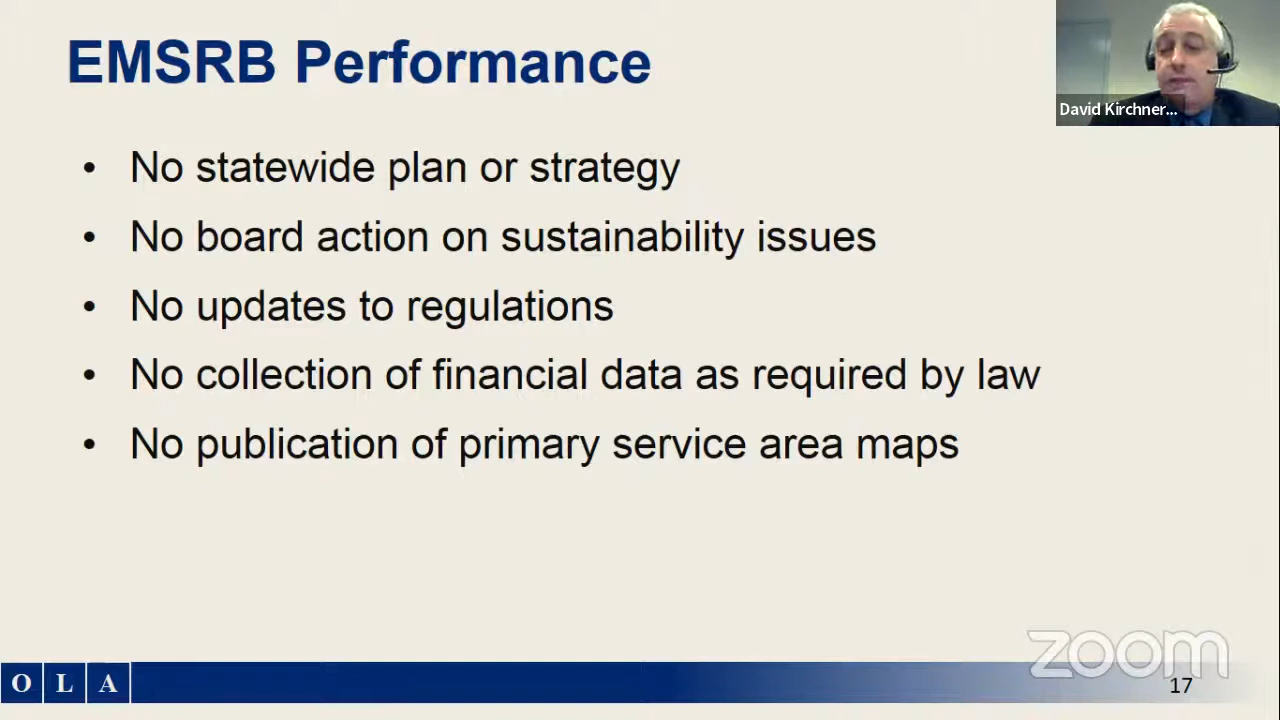 EMSRB Performance
David Kirchner...
• No statewide plan or strategy
• No board action on sustainability issues
• No updates to regulations
• No collection of financial data as required by law
• No publication of primary service area maps
zoom
O L A
17